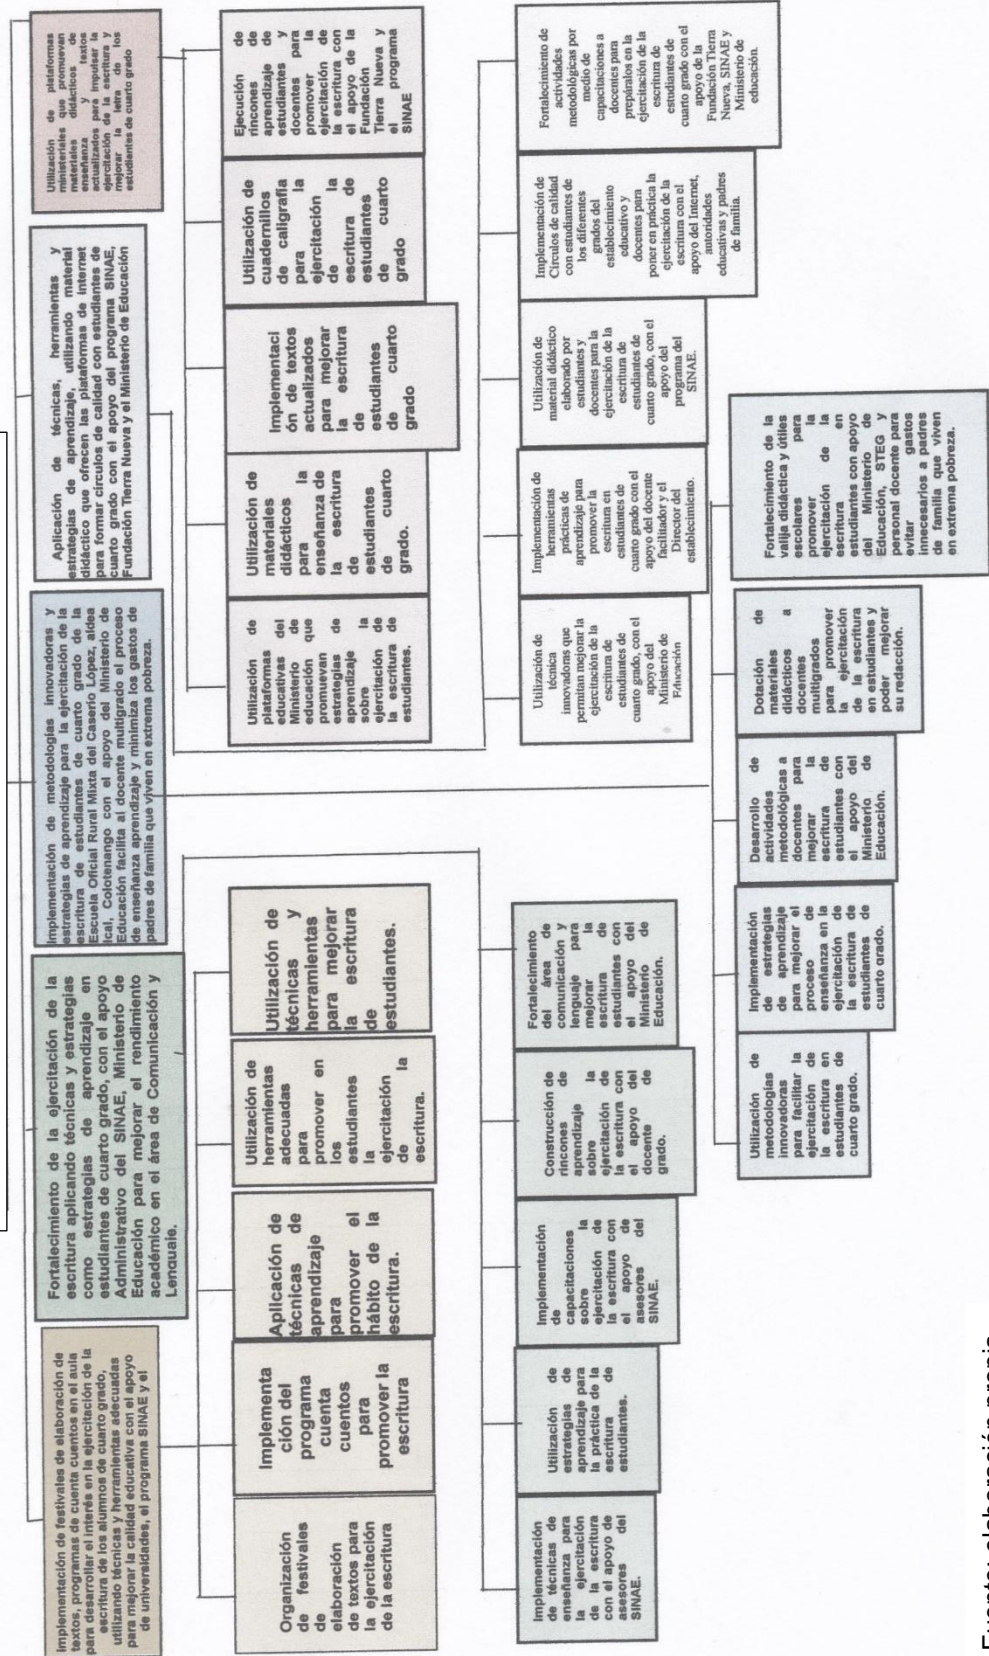 Implementación de festivales de elaboración de
textos, programas de cuenta cuentos en el aula
para desarrollar el interés en la ejercitación de la
escritura de los alumnos de cuarto grado,
utilizando técnicas y herramientas adecuadas
para mejorar la calidad educativa con el apoyo
de universidades, el programa SINAE y el
Fortalecimiento de la ejercitación de la
escritura aplicando técnicas y estrategias
como estrategias de aprendizaje en
estudiantes de cuarto grado, con el apoyo
Administrativo del SINAE, Ministerio de
Educación para mejorar el rendimiento
académico en el área de Comunicación y
Lenguaje.
Implementación de metodologías innovadoras y
estrategias de aprendizaje para la ejercitación de la
escritura de estudiantes de cuarto grado de la
Escuela Oficial Rural Mixta del Caserío López, aldea
Ical, Colotenango con el apoyo del Ministerio de
Educación facilita al docente multigrado el proceso
de enseñanza aprendizaje y minimiza los gastos de
padres de familia que viven en extrema pobreza.
Aplicación de técnicas, herramientas y
estrategias de aprendizaje, utilizando material
didáctico que ofrecen las plataformas de internet
para formar círculos de calidad con estudiantes de
cuarto grado con el apoyo del programa SINAE,
Fundación Tierra Nueva y el Ministerio de Educación
Utilización de plataformas
ministeriales que promuevan
materiales didácticos de
enseñanza y textos
actualizados para impulsar la
ejercitación de la escritura y
mejorar la letra de los
estudiantes de cuarto grado
Organización
de festivales
de
elaboración
de textos para
la ejercitación
de la escritura
Implementa
ción del
programa
cuenta
cuentos
para
promover la
escritura
Aplicación de
técnicas de
aprendizaje
para
promover el
hábito de la
escritura.
Utilización de
herramientas
adecuadas
para
promover en
los
estudiantes
la
ejercitación
de la
escritura.
Utilización de
técnicas y
herramientas
para mejorar
la escritura
de
estudiantes.
Utilización de
plataformas
educativas del
Ministerio de
educación que
promuevan
estrategias de
aprendizaje
sobre la
ejercitación de
la escritura de
estudiantes.
Utilización de
materiales
didácticos
para la
enseñanza de
la escritura
de
estudiantes
de cuarto
grado.
Implementaci
ón de textos
actualizados
para mejorar
la escritura
de
estudiantes
de cuarto
grado
Utilización de
cuadernillos
de caligrafía
para la
ejercitación
de la
escritura de
estudiantes
de cuarto
grado
Ejecución de
rincones de
aprendizaje de
estudiantes y
docentes para
promover la
ejercitación de
la escritura con
el apoyo de la
Fundación
Tierra Nueva y
el programa
SINAE
Implementación
de técnicas de
enseñanza para
la ejercitación
de la escritura
con el apoyo de
asesores del
SINAE.
Utilización de
estrategias de
aprendizaje para
la práctica de la
escritura de
estudiantes.
Implementación
de
capacitaciones
sobre la
ejercitación de
la escritura con
el apoyo de
asesores del
SINAE.
Construcción de
rincones de
aprendizaje
sobre la
ejercitación de
la escritura con
el apoyo del
docente de
grado.
Fortalecimiento
del área de
comunicación y
lenguaje para
mejorar la
escritura de
estudiantes con
el apoyo del
Ministerio de
Educación.
Utilización de
técnica
innovadoras que
permitan mejorar la
ejercitación de la
escritura de
estudiantes de
cuarto grado, con el
apoyo del
Ministerio de
Educación
Implementación de
herramientas
prácticas de
aprendizaje para
promover la
escritura en
estudiantes de
cuarto grado con el
apoyo del docente
facilitador y el
Director del
establecimiento.
Utilización de
material didáctico
elaborado por
estudiantes y
docentes para la
ejercitación de la
escritura de
estudiantes de
cuarto grado, con el
apoyo del
programa del
SINAE.
Implementación de
Círculos de calidad
con estudiantes de
los diferentes
grados del
establecimiento
educativo y
docentes para
poner en práctica la
ejercitación de la
escritura con el
apoyo del Internet,
autoridades
educativas y padres
de familia.
Fortalecimiento de
actividades
metodológicas por
medio de
capacitaciones a
docentes para
prepáralos en la
ejercitación de la
escritura de
estudiantes de
cuarto grado con el
apoyo de la
Fundación Tierra
Nueva, SINAE y
Ministerio de
educación.
Utilización de
metodologías
innovadoras
para facilitar la
ejercitación de
la escritura en
estudiantes de
cuarto grado.
Implementación
de estrategias
de aprendizaje
para mejorar el
proceso de
enseñanza en la
ejercitación de
la escritura de
estudiantes de
cuarto grado.
Desarrollo de
actividades
metodológicas a
docentes para
mejorar la
escritura de
estudiantes con
el apoyo del
Ministerio de
Educación.
Dotación de
materiales
didácticos a
docentes
multigrados
para promover
la ejercitación
de la escritura
en estudiantes y
poder mejorar
su redacción.
Fortalecimiento de la
valija didáctica y útiles
escolares para
promover la
ejercitación de la
escritura en
estudiantes con apoyo
del Ministerio de
Educación, STEG y
personal docente para
evitar gastos
innecesarios a padres
de familia que viven
en extrema pobreza.
Fuente: elaboración propia